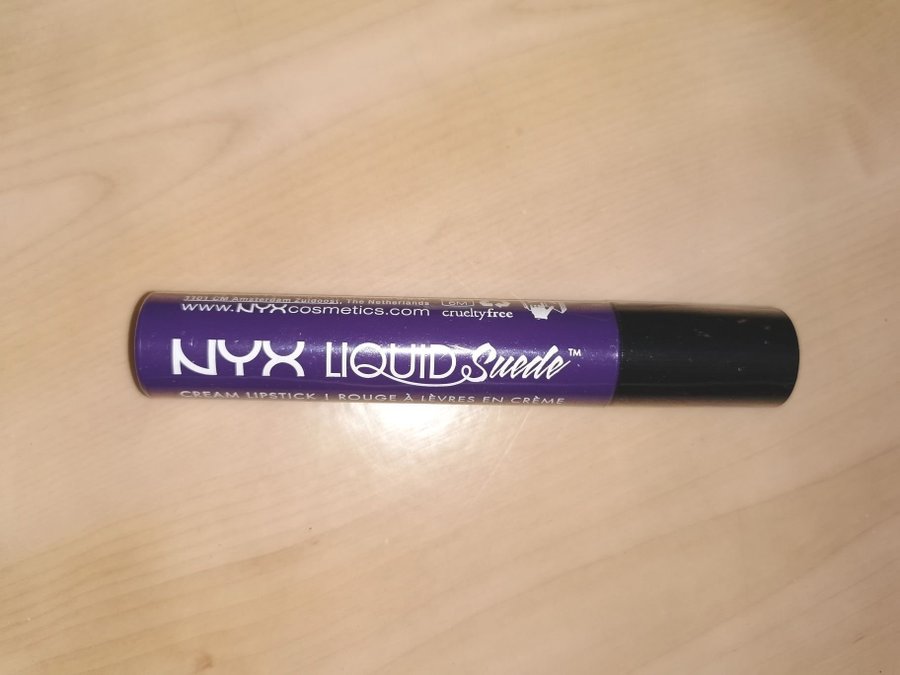 1101 CM Amsterdam Zuidoost, The Netherlands
www.NYXcosmetics.com
6M
crueltyfree
NYX LIQUID Suede™
CREAM LIPSTICK | ROUGE À LÈVRES EN CRÈME